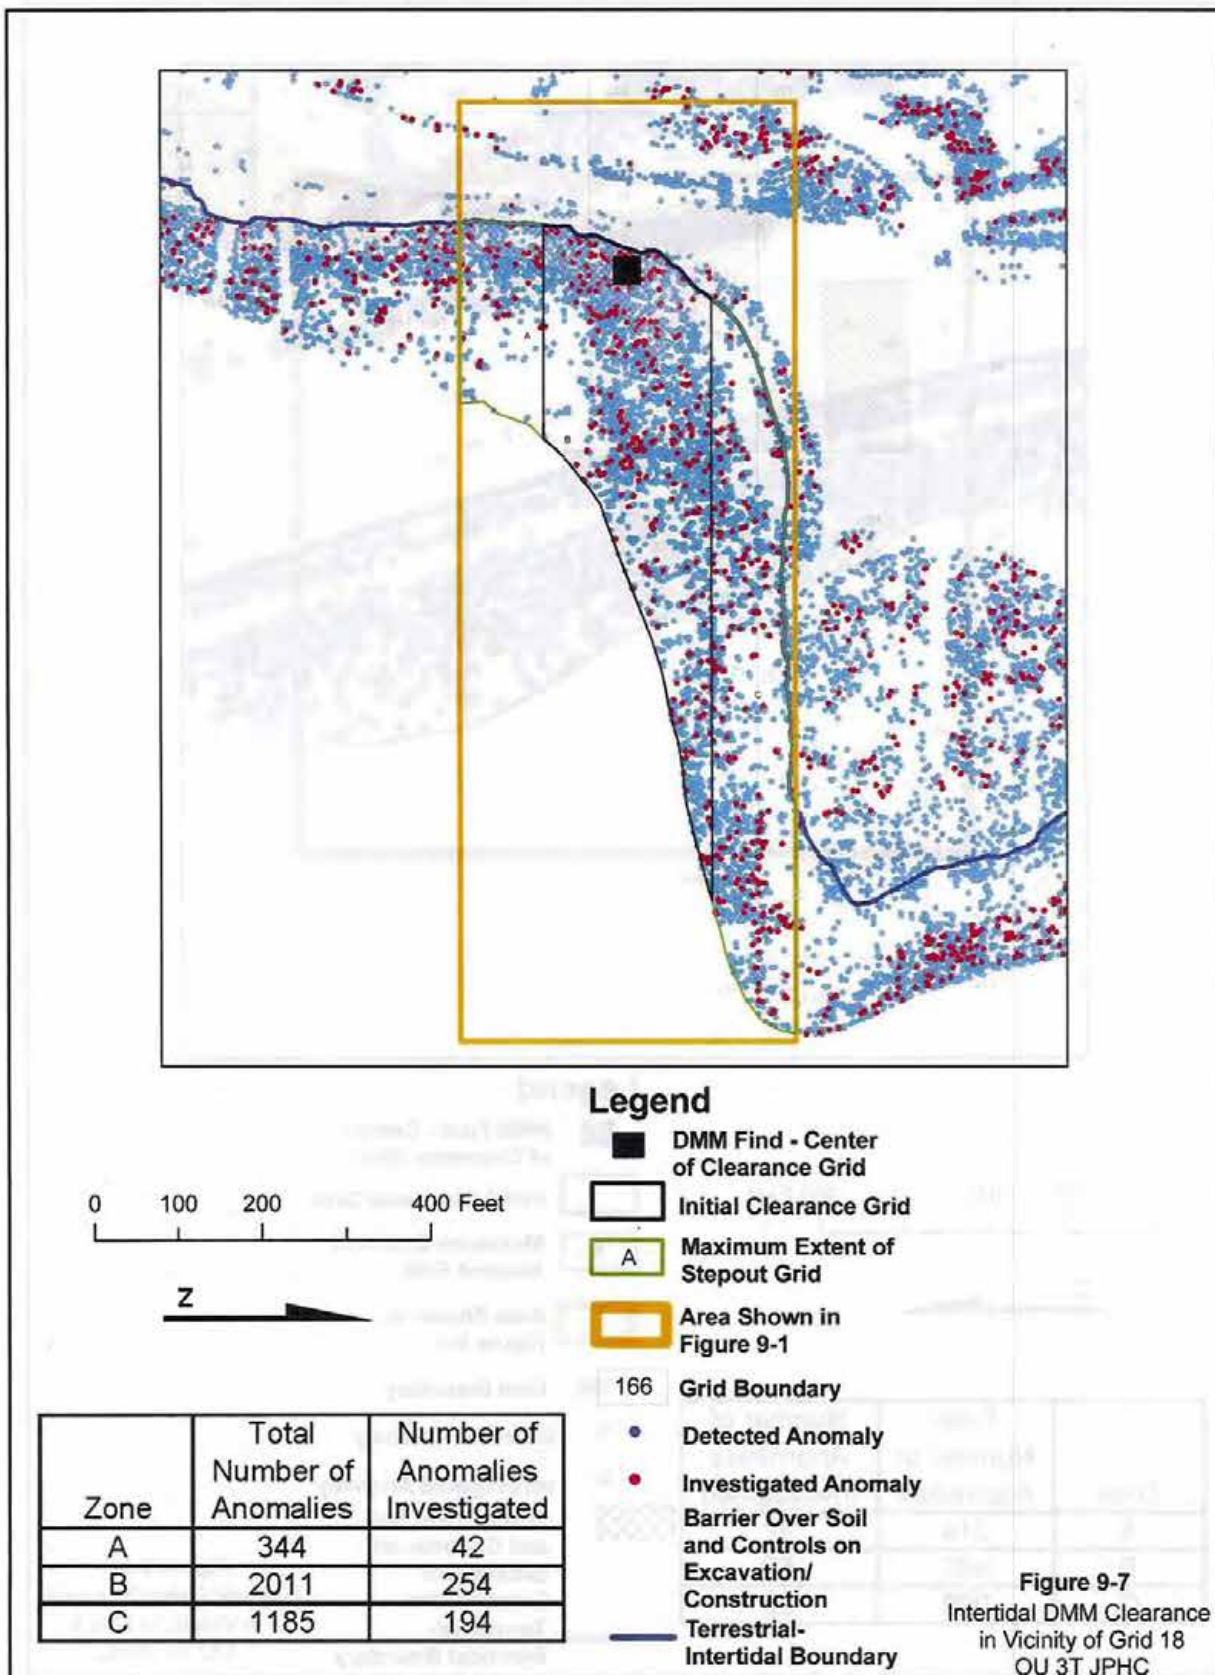 A
B
C
Legend
DMM Find - Center
of Clearance Grid
Initial Clearance Grid
A
Maximum Extent of
Stepout Grid
Area Shown in
Figure 9-1
166
Grid Boundary
Detected Anomaly
Investigated Anomaly
Barrier Over Soil
and Controls on
Excavation/
Construction
Terrestrial-
Intertidal Boundary
0 100 200 400 Feet
Z
Zone | Total Number of Anomalies | Number of Anomalies Investigated
A 344 42
B 2011 254
C 1185 194
Figure 9-7
Intertidal DMM Clearance
in Vicinity of Grid 18
OU 3T JPHC